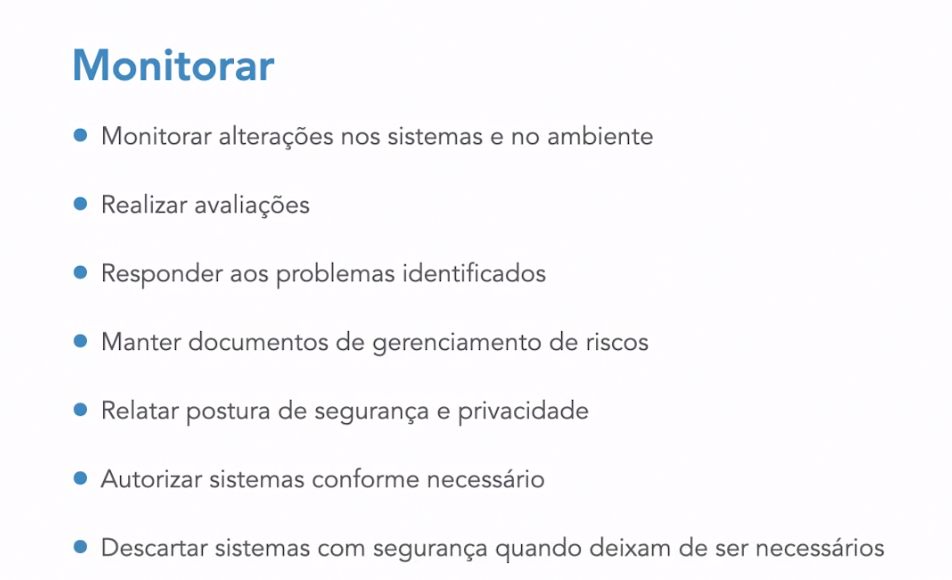 Monitorar
Monitorar alterações nos sistemas e no ambiente
Realizar avaliações
Responder aos problemas identificados
Manter documentos de gerenciamento de riscos
Relatar postura de segurança e privacidade
Autorizar sistemas conforme necessário
Descartar sistemas com segurança quando deixam de ser necessários